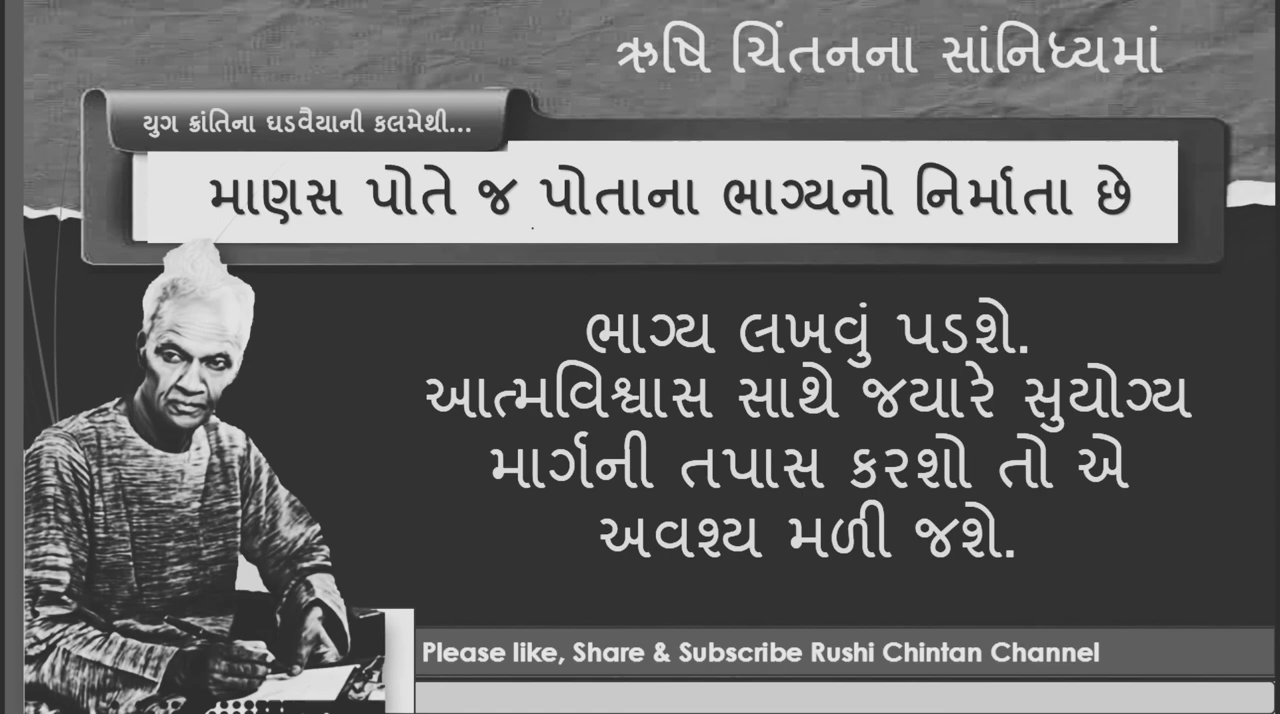 ઋષિ ચિંતનના સાંનિધ્યમાં
યુગ ક્રાંતિના ઘડવૈયાની કલમેથી...
માણસ પોતે જ પોતાના ભાગ્યનો નિર્માતા છે
ભાગ્ય લખવું પડશે.
આત્મવિશ્વાસ સાથે જયારે સુયોગ્ય
માર્ગની તપાસ કરશો તો એ
અવશ્ય મળી જશે.
Please like, Share & Subscribe Rushi Chintan Channel